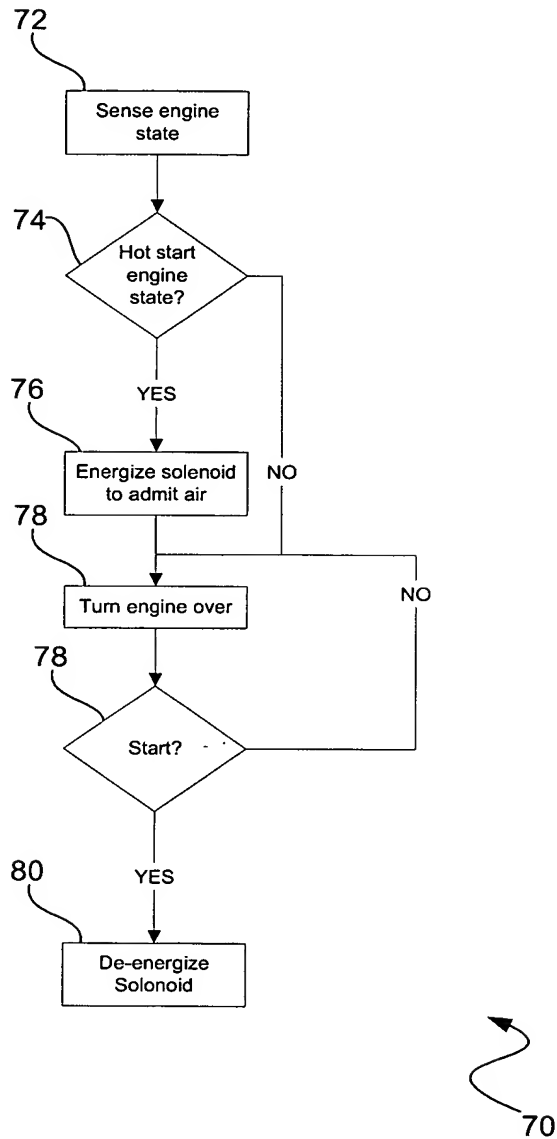 72
Sense engine
state
74
Hot start
engine
state?
YES
76
Energize solenoid
to admit air
NO
78
Turn engine over
NO
78
Start?
YES
80
De-energize
Solonoid
70